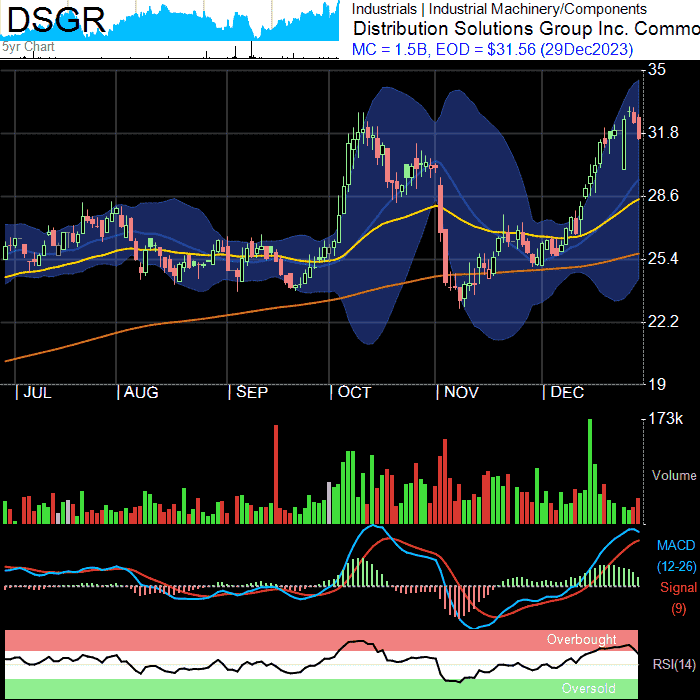 DSGR
5yr Chart
Industrials | Industrial Machinery/Components
Distribution Solutions Group Inc. Commo
MC = 1.5B, EOD = $31.56 (29Dec2023)
35
31.8
28.6
25.4
22.2
19
| JUL | AUG | SEP | OCT | NOV | DEC
173k
Volume
MACD
(12-26)
Signal
(9)
Overbought
RSI(14)
Oversold